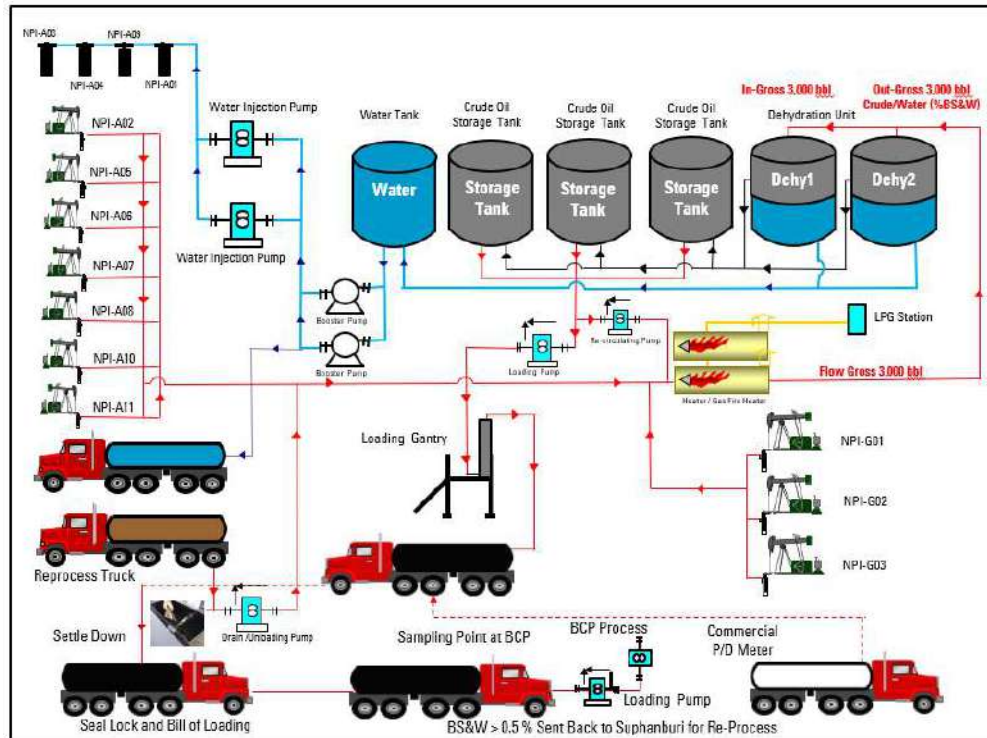 NPI-A03
NPI-A09
NPI-A04
NPI-A01
NPI-A02
NPI-A05
NPI-A06
NPI-A07
NPI-A08
NPI-A10
NPI-A11
Water Injection Pump
Water Injection Pump
Water Tank
Crude Oil
Storage Tank
Crude Oil
Storage Tank
Crude Oil
Storage Tank
In-Gross 3,000 bbl
Dehydration Unit
Out-Gross 3,000 bbl
Crude/Water (%BS&W)
Water
Storage
Tank
Storage
Tank
Storage
Tank
Dehy1
Dehy2
Booster Pump
Booster Pump
Re-circulating Pump
Loading Pump
LPG Station
Heater / Gas Fire Heater
Flow Gross 3,000 bbl
Loading Gantry
NPI-G01
NPI-G02
NPI-G03
Reprocess Truck
Drain /Unloading Pump
Settle Down
Sampling Point at BCP
BCP Process
Commercial
P/D Meter
Loading Pump
Seal Lock and Bill of Loading
BS&W > 0.5 % Sent Back to Suphanburi for Re-Process